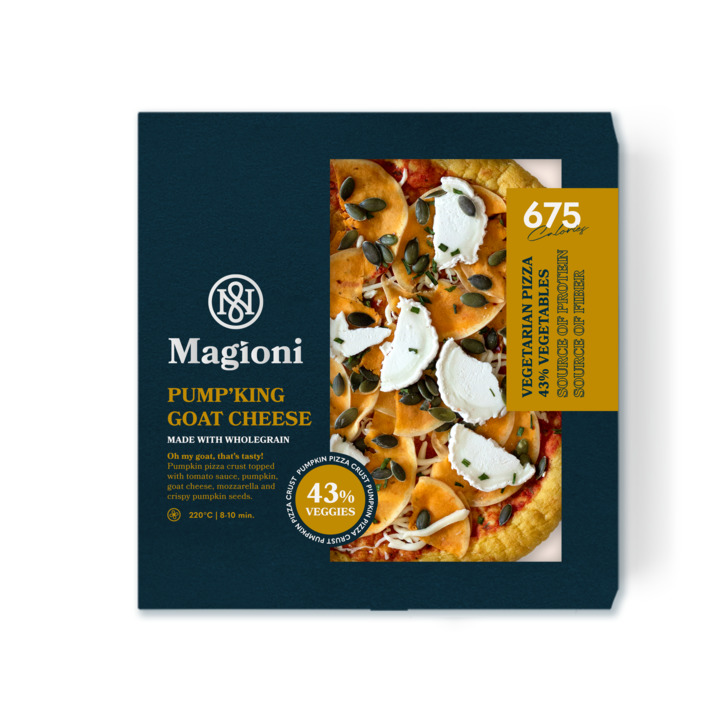 Magioni
PUMP'KING
GOAT CHEESE
MADE WITH WHOLEGRAIN
Oh my goat, that's tasty!
Pumpkin pizza crust topped
with tomato sauce, pumpkin,
goat cheese, mozzarella and
crispy pumpkin seeds.
220°C | 8-10 min.
PUMPKIN PIZZA CRUST PUMPKIN PIZZA CRUST PUMPKIN PIZZA CRUST
43%
VEGGIES
675
Calories
VEGETARIAN PIZZA
43% VEGETABLES
SOURCE OF PROTEIN
SOURCE OF FIBER